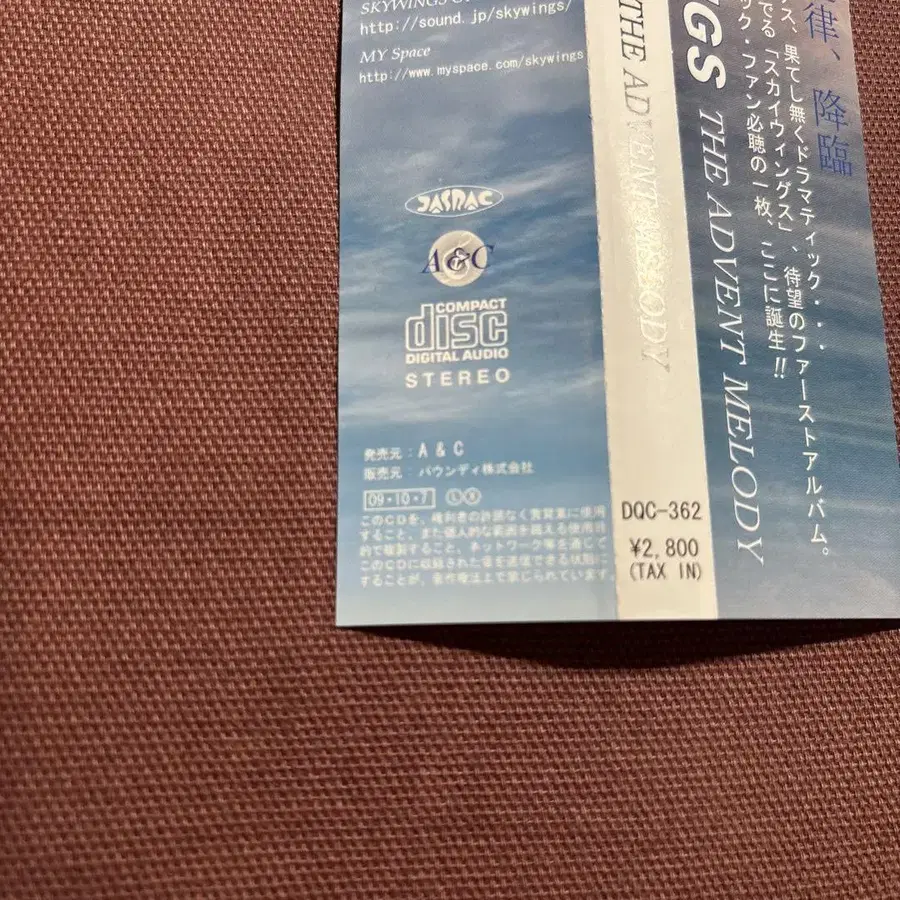 SKYWINGS
http://sound.jp/skywings/
MY Space
http://www.myspace.com/skywings
JASRAC
A&C
COMPACT
disc
DIGITAL AUDIO
STEREO
発売元:A&C
販売元:バウンディ株式会社
09・10・7 Ⓛ Ⓡ
このCDを、権利者の許諾なく賃貸業に使用
すること、また個人的な範囲を超える使用目
的で複製すること、ネットワーク等を通じて
このCDに収録された音を送信できる状態に
することが、著作権法上で禁じられています。
THE ADVENT MELODY
DQC-362
¥2,800
(TAX IN)
律、降臨
ス、果てし無くドラマティック・・・
でる「スカイウィングス」、待望のファーストアルバム。
ック・ファン必聴の一枚、ここに誕生!!
NGS THE ADVENT MELODY